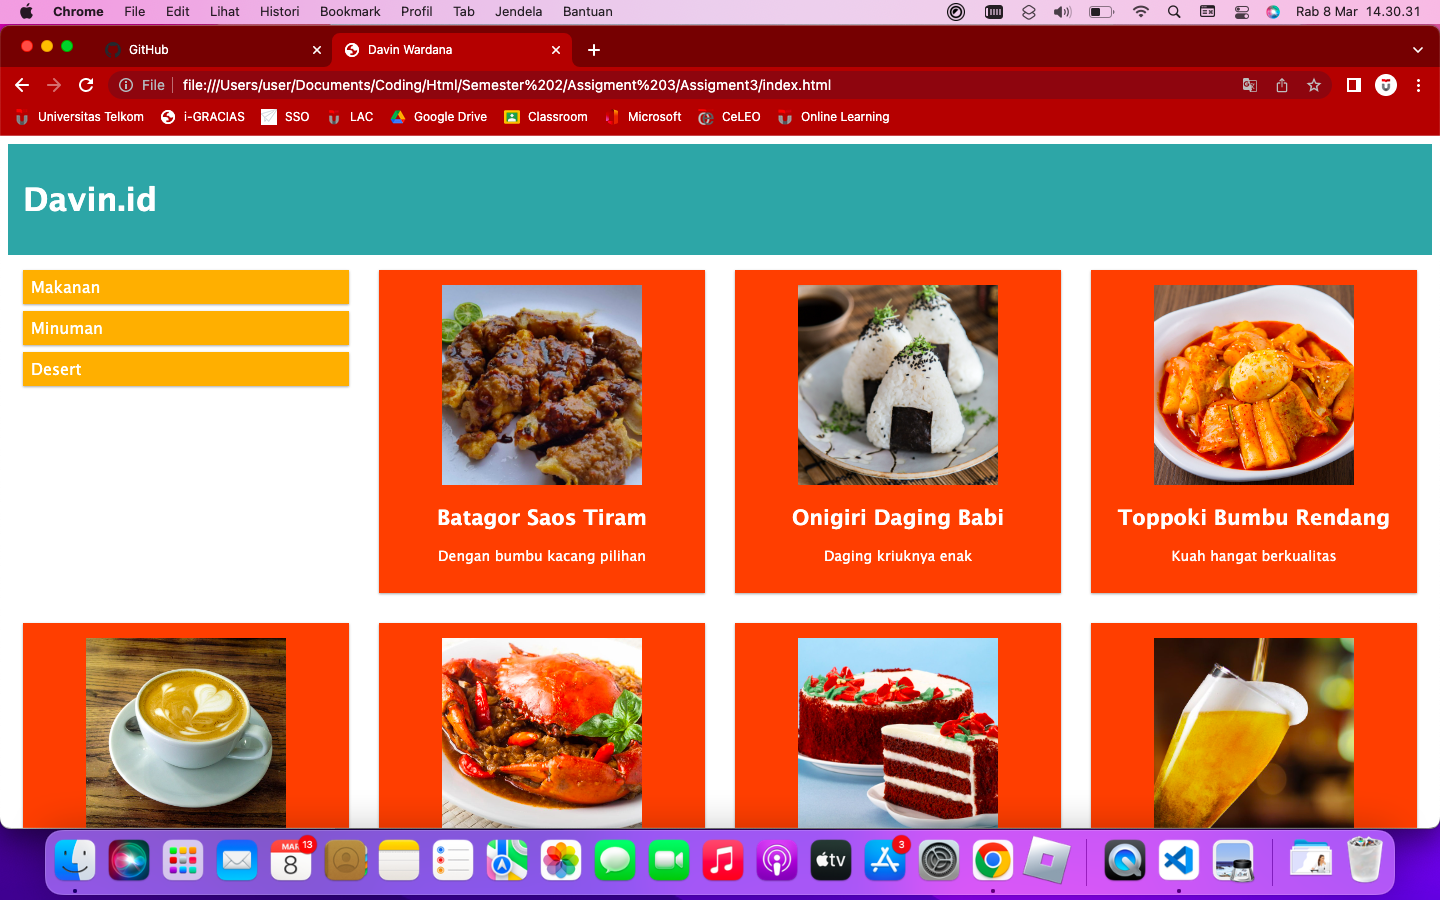 Chrome File Edit Lihat Histori Bookmark Profil Tab Jendela Bantuan Rab 8 Mar 14.30.31
GitHub Davin Wardana
File file:///Users/user/Documents/Coding/Html/Semester%202/Assigment%203/Assigment3/index.html
Universitas Telkom i-GRACIAS SSO LAC Google Drive Classroom Microsoft CeLEO Online Learning
Davin.id
Makanan
Minuman
Desert
Batagor Saos Tiram
Dengan bumbu kacang pilihan
Onigiri Daging Babi
Daging kriuknya enak
Toppoki Bumbu Rendang
Kuah hangat berkualitas
MAR 13
8
tv
3